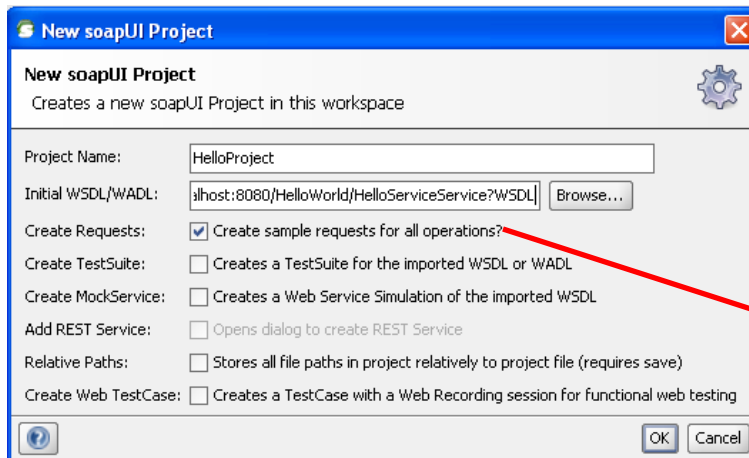 New soapUI Project
New soapUI Project
Creates a new soapUI Project in this workspace
Project Name: HelloProject
Initial WSDL/WADL: alhost:8080/HelloWorld/HelloServiceService?WSDL Browse...
Create Requests: Create sample requests for all operations?
Create TestSuite: Creates a TestSuite for the imported WSDL or WADL
Create MockService: Creates a Web Service Simulation of the imported WSDL
Add REST Service: Opens dialog to create REST Service
Relative Paths: Stores all file paths in project relatively to project file (requires save)
Create Web TestCase: Creates a TestCase with a Web Recording session for functional web testing
? OK Cancel